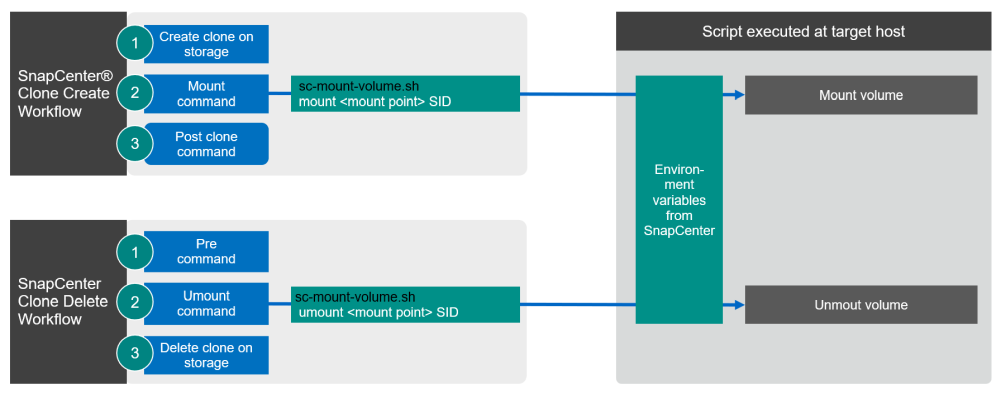 SnapCenter®
Clone Create
Workflow
1
Create clone on
storage
2
Mount
command
3
Post clone
command
sc-mount-volume.sh
mount <mount point> SID
Script executed at target host
Mount volume
Environ-
ment
variables
from
SnapCenter
Unmout volume
SnapCenter
Clone Delete
Workflow
1
Pre
command
2
Umount
command
3
Delete clone on
storage
sc-mount-volume.sh
umount <mount point> SID